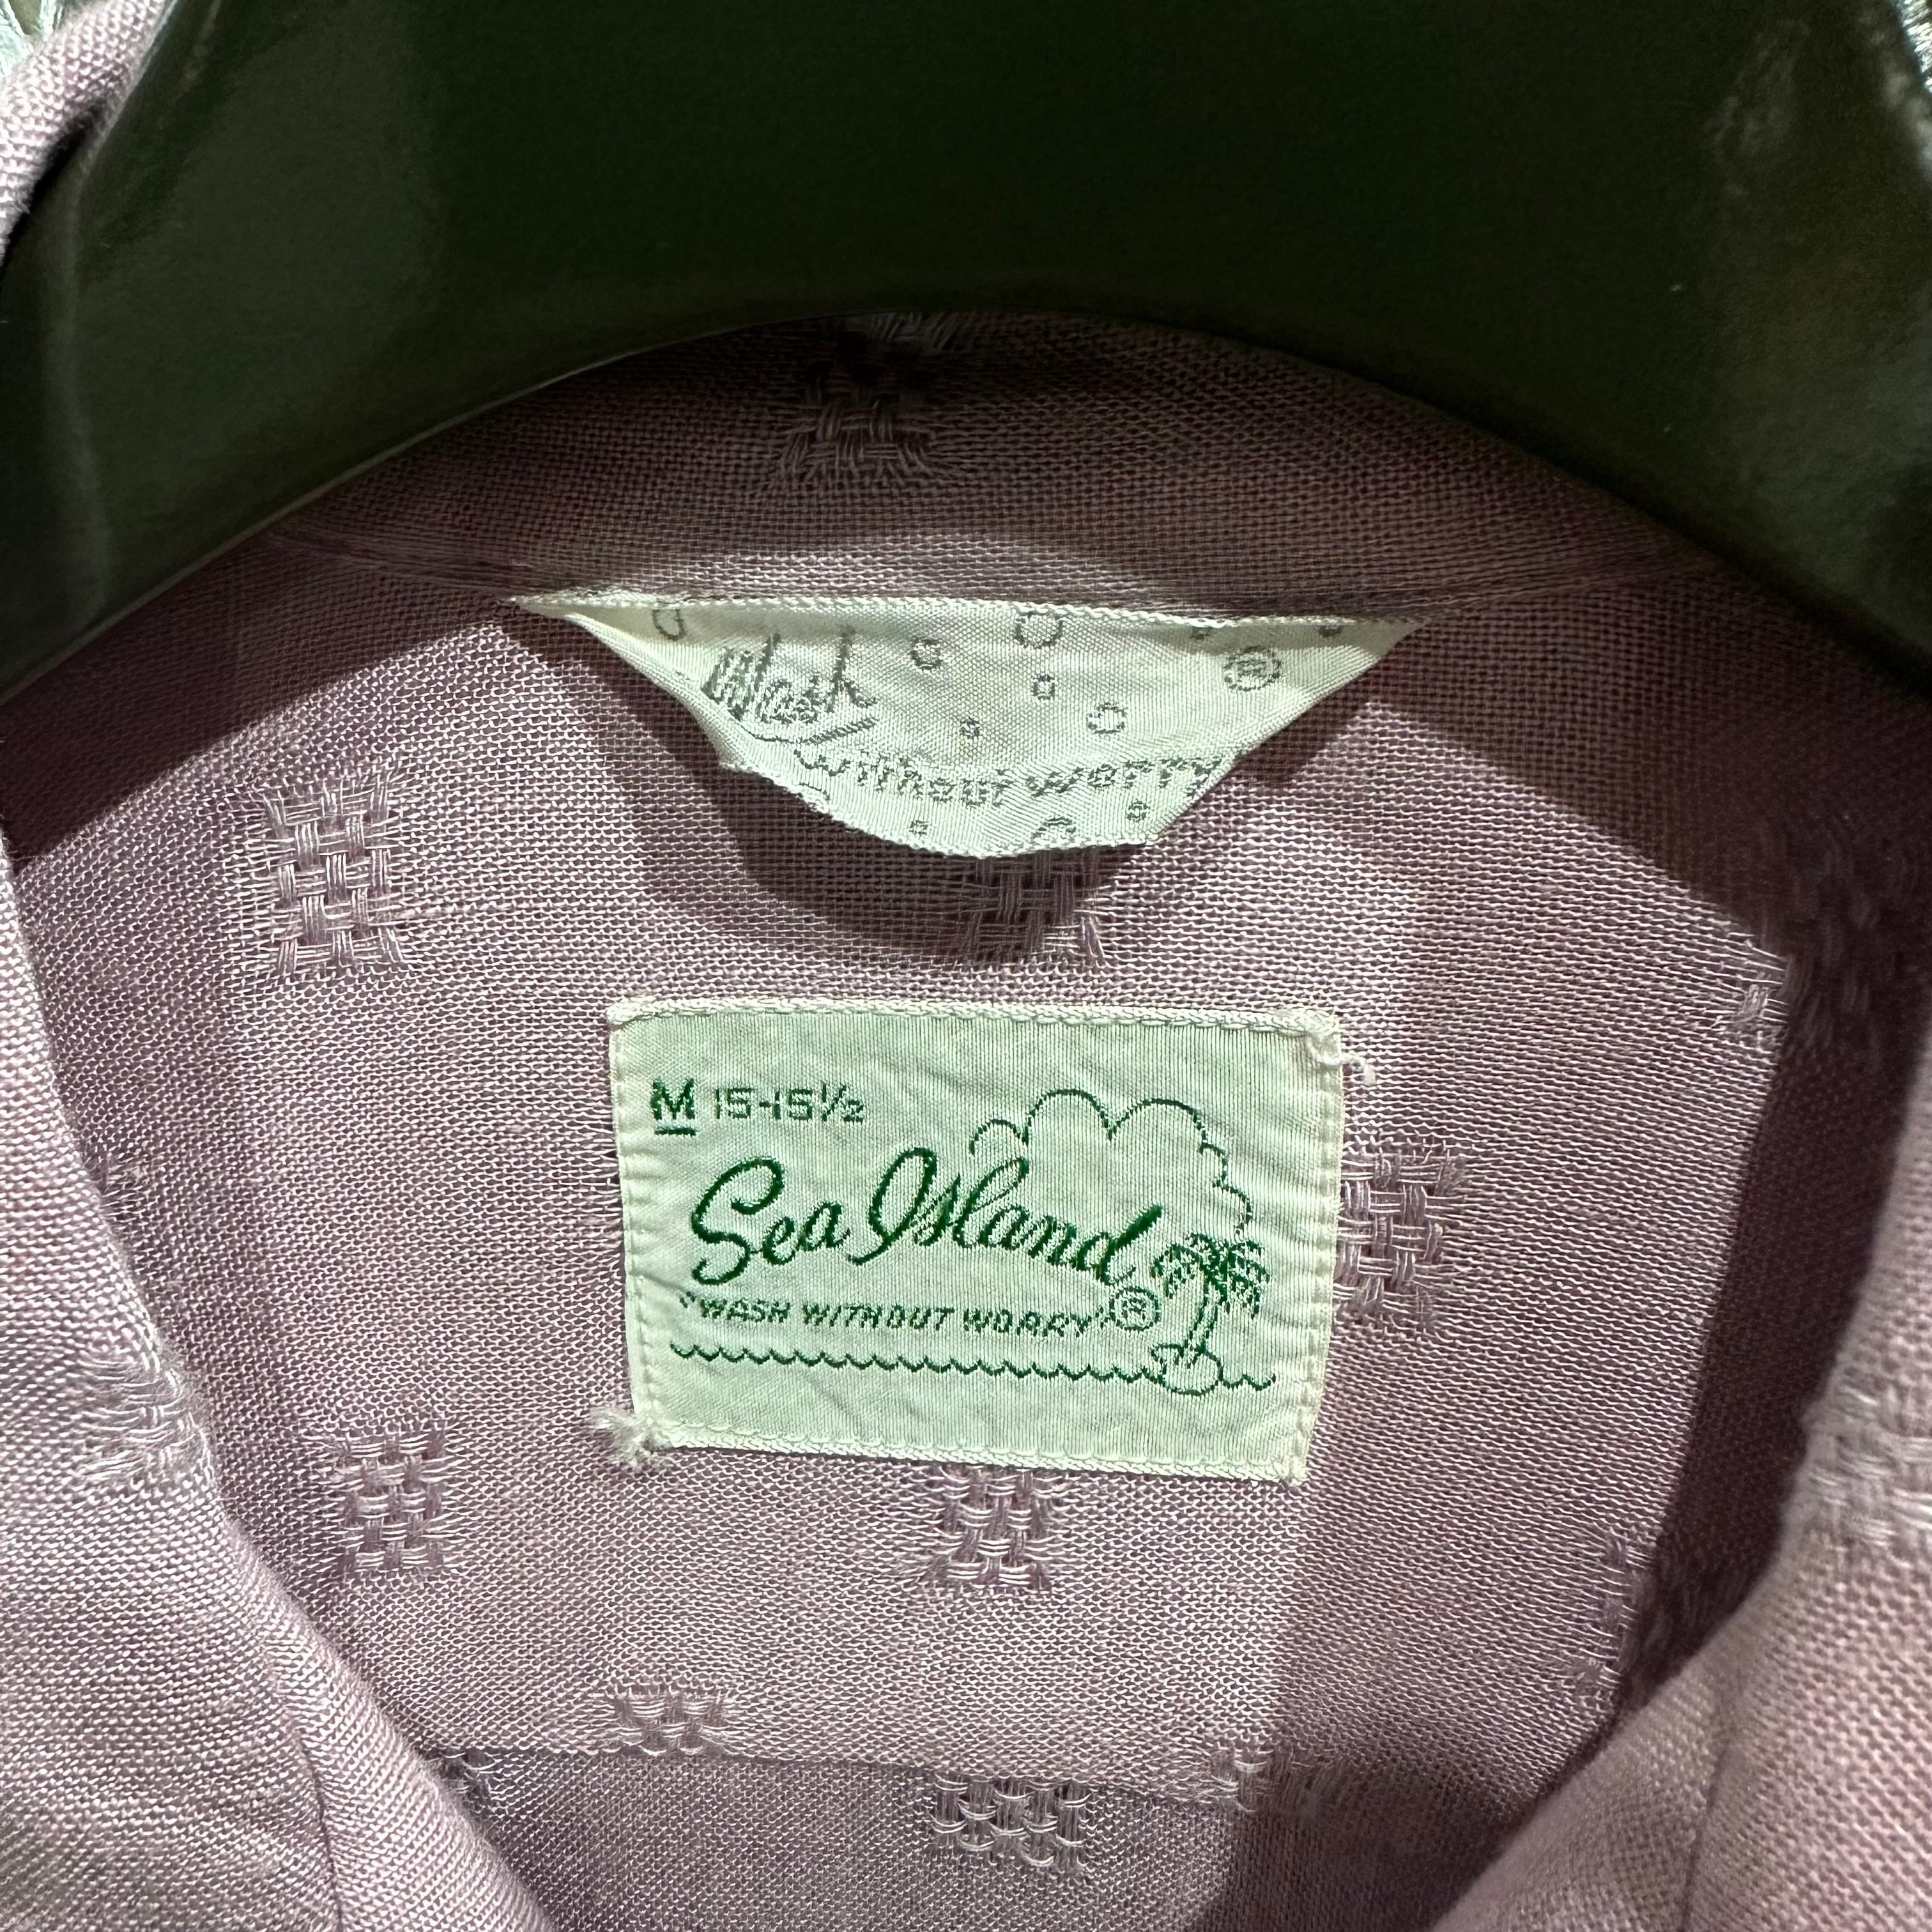 Wash
without worry
M 15-15½
Sea Island
"WASH WITHOUT WORRY" ®